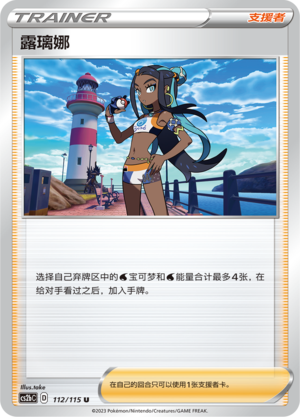 TRAINER 支援者
露璃娜
选择自己弃牌区中的宝可梦和能量合计最多4张，在
给对手看过之后，加入手牌。
Illus.take
cs2bC D 112/115 U
在自己的回合只可以使用1张支援者卡。
©2023 Pokémon/Nintendo/Creatures/GAME FREAK.